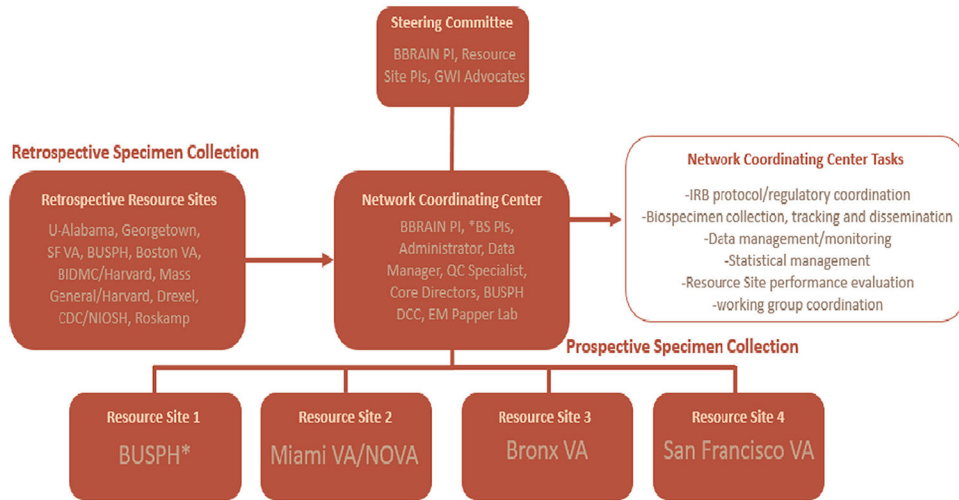 Steering Committee
BBRAIN PI, Resource
Site PIs, GWI Advocates
Retrospective Specimen Collection
Retrospective Resource Sites
U-Alabama, Georgetown,
SF VA, BUSPH, Boston VA,
BIDMC/Harvard, Mass
General/Harvard, Drexel,
CDC/NIOSH, Roskamp
Network Coordinating Center
BBRAIN PI, *BS PIs,
Administrator, Data
Manager, QC Specialist,
Core Directors, BUSPH
DCC, EM Papper Lab
Network Coordinating Center Tasks
-IRB protocol/regulatory coordination
-Biospecimen collection, tracking and dissemination
-Data management/monitoring
-Statistical management
-Resource Site performance evaluation
-working group coordination
Prospective Specimen Collection
Resource Site 1
BUSPH*
Resource Site 2
Miami VA/NOVA
Resource Site 3
Bronx VA
Resource Site 4
San Francisco VA